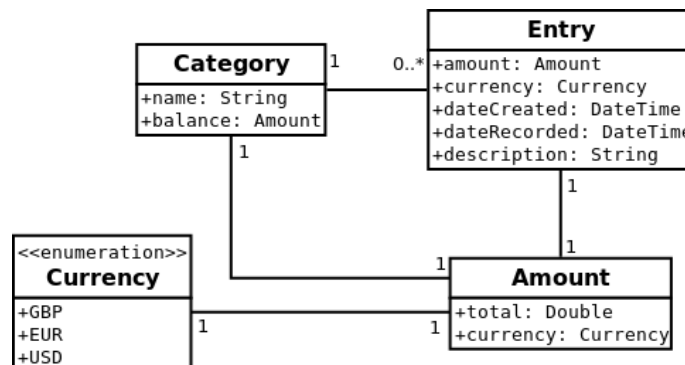 Category
+name: String
+balance: Amount
1
0..*
Entry
+amount: Amount
+currency: Currency
+dateCreated: DateTime
+dateRecorded: DateTime
+description: String
1
1
1
1
<<enumeration>>
Currency
+GBP
+EUR
+USD
1
1
Amount
+total: Double
+currency: Currency